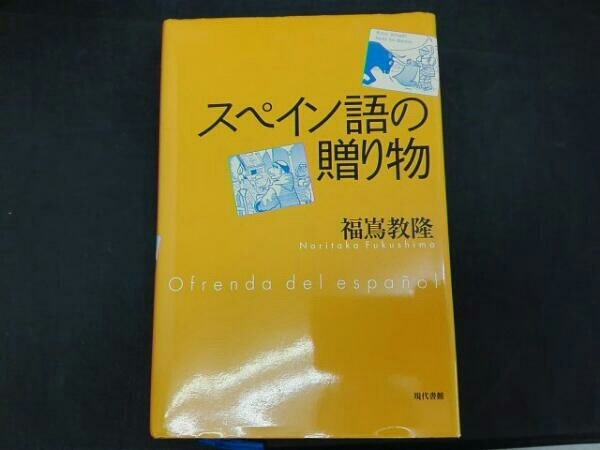 スペイン語の
贈り物
福嶌教隆
Noritaka Fukushima
Ofrenda del español
現代書館